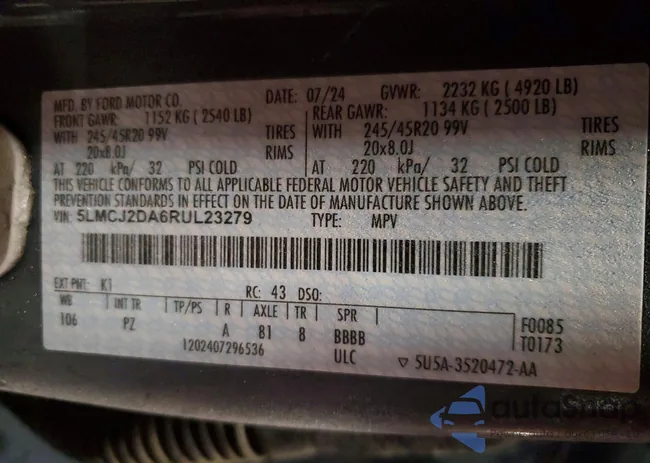 MFD. BY FORD MOTOR CO. DATE: 07/24 GVWR: 2232 KG ( 4920 LB)
FRONT GAWR: 1152 KG ( 2540 LB) REAR GAWR: 1134 KG ( 2500 LB)
WITH 245/45R20 99V TIRES WITH 245/45R20 99V TIRES
20x8.0J RIMS 20x8.0J RIMS
AT 220 kPa/ 32 PSI COLD AT 220 kPa/ 32 PSI COLD
THIS VEHICLE CONFORMS TO ALL APPLICABLE FEDERAL MOTOR VEHICLE SAFETY AND THEFT
PREVENTION STANDARDS IN EFFECT ON THE DATE OF MANUFACTURE SHOWN ABOVE.
VIN: 5LMCJ2DA6RUL23279 TYPE: MPV
EXT PNT: K1 RC: 43 DSO:
WB INT TR TP/PS R AXLE TR SPR
106 PZ A 81 8 BBBB F0085
1202407296536 ULC T0173
▽ 5U5A-3520472-AA